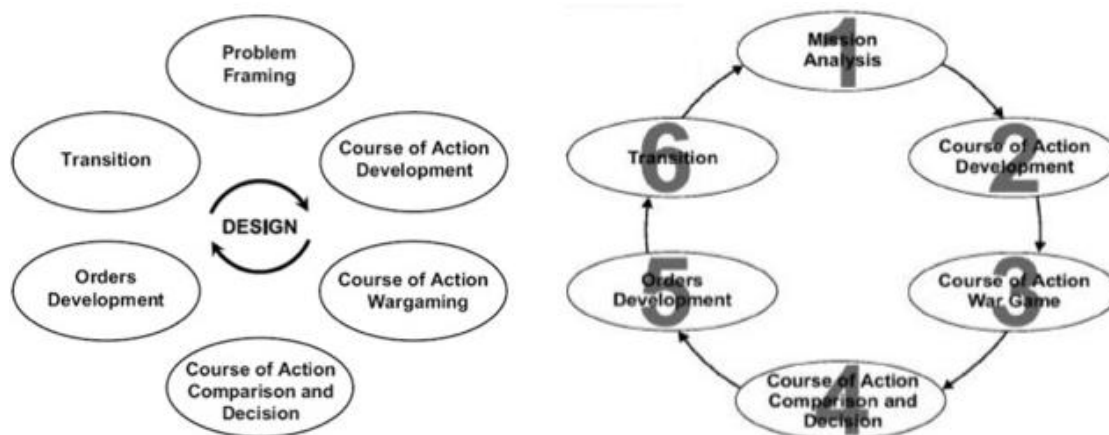 Problem
Framing
Transition
Course of Action
Development
DESIGN
Orders
Development
Course of Action
Wargaming
Course of Action
Comparison and
Decision
1
Mission
Analysis
6
Transition
2
Course of Action
Development
5
Orders
Development
3
Course of Action
War Game
4
Course of Action
Comparison and
Decision